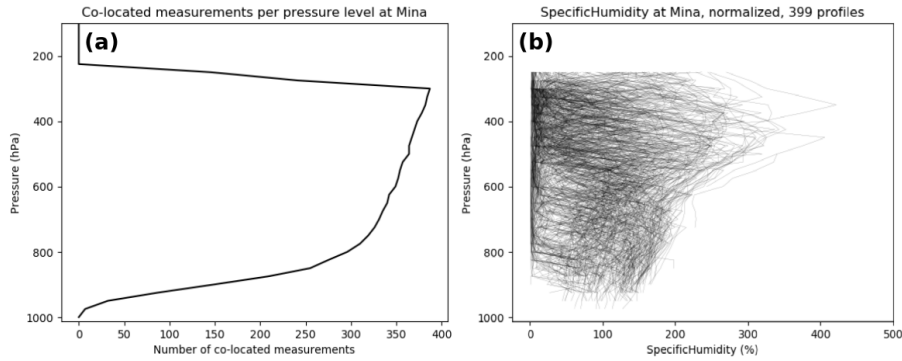 Co-located measurements per pressure level at Mina
(a)
200
400
600
800
1000
Pressure (hPa)
0 50 100 150 200 250 300 350 400
Number of co-located measurements
SpecificHumidity at Mina, normalized, 399 profiles
(b)
200
400
600
800
1000
Pressure (hPa)
0 100 200 300 400 500
SpecificHumidity (%)